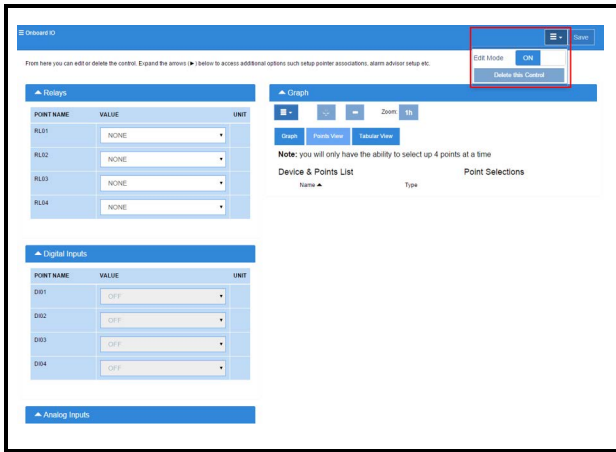 Onboard IO
Save
From here you can edit or delete the control. Expand the arrows (►) below to access additional options such setup pointer associations, alarm advisor setup etc.
Edit Mode ON
Delete this Control
Relays
POINT NAME VALUE UNIT
RL01 NONE
RL02 NONE
RL03 NONE
RL04 NONE
Digital Inputs
POINT NAME VALUE UNIT
DI01 OFF
DI02 OFF
DI03 OFF
DI04 OFF
Analog Inputs
Graph
Zoom 1h
Graph Points View Tabular View
Note: you will only have the ability to select up 4 points at a time
Device & Points List Point Selections
Name Type